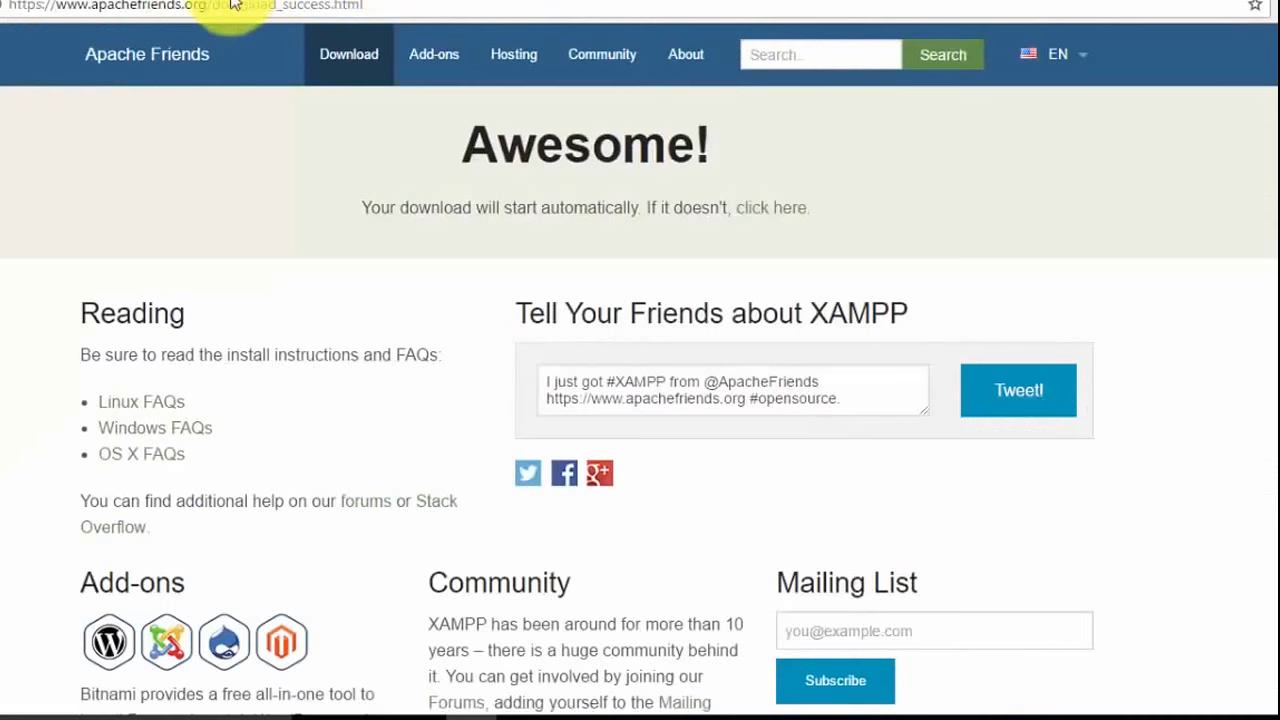 https://www.apachefriends.org/download_success.html
Apache Friends
Download
Add-ons
Hosting
Community
About
Search..
Search
EN
Awesome!
Your download will start automatically. If it doesn't, click here.
Reading
Be sure to read the install instructions and FAQs:
• Linux FAQs
• Windows FAQs
• OS X FAQs
You can find additional help on our forums or Stack
Overflow.
Tell Your Friends about XAMPP
I just got #XAMPP from @ApacheFriends
https://www.apachefriends.org #opensource.
Tweet!
Add-ons
Bitnami provides a free all-in-one tool to
Community
XAMPP has been around for more than 10
years – there is a huge community behind
it. You can get involved by joining our
Forums, adding yourself to the Mailing
Mailing List
you@example.com
Subscribe